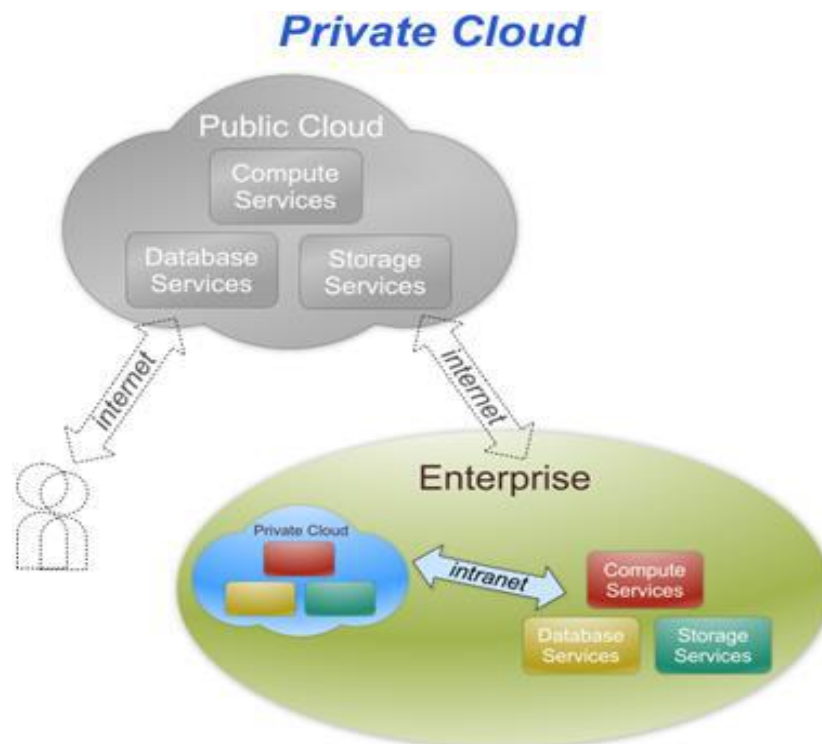 Private Cloud
Public Cloud
Compute
Services
Database
Services
Storage
Services
internet
internet
Enterprise
Private Cloud
intranet
Compute
Services
Database
Services
Storage
Services